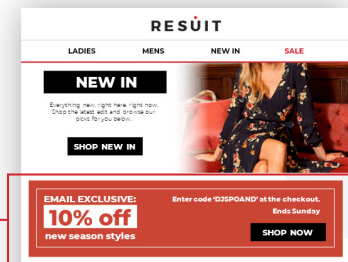 RESUIT
LADIES MENS NEW IN SALE
NEW IN
Everything new, right here, right now.
Shop the latest edit and browse our
picks for you below.
SHOP NEW IN
EMAIL EXCLUSIVE:
10% off
new season styles
Enter code 'DJSPOAND' at the checkout.
Ends Sunday
SHOP NOW